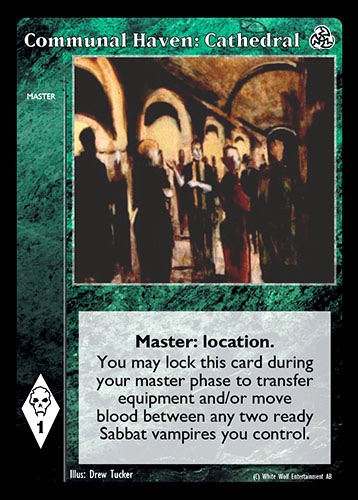 Communal Haven: Cathedral
MASTER
Master: location.
You may lock this card during
your master phase to transfer
equipment and/or move
blood between any two ready
Sabbat vampires you control.
1
Illus: Drew Tucker
(C) White Wolf Entertainment AB